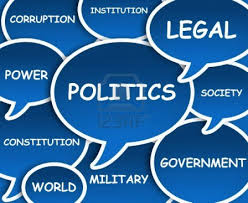 CORRUPTION
INSTITUTION
LEGAL
POWER
POLITICS
SOCIETY
CONSTITUTION
GOVERNMENT
WORLD
MILITARY